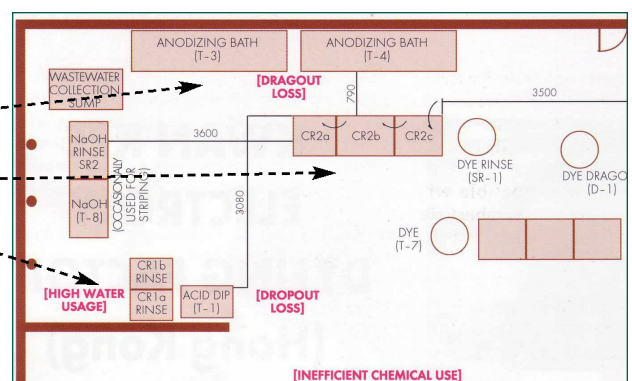 ANODIZING BATH
(T-3)
ANODIZING BATH
(T-4)
WASTEWATER
COLLECTION
SUMP
[DRAGOUT
LOSS]
790
3500
NaOH
RINSE
SR2
3600
CR2a
CR2b
CR2c
DYE RINSE
(SR-1)
DYE DRAGO
(D-1)
NaOH
(T-8)
(OCCASIONALLY
USED FOR
STRIPING)
3080
DYE
(T-7)
CR1b
RINSE
[HIGH WATER
USAGE]
CR1a
RINSE
ACID DIP
(T-1)
[DROPOUT
LOSS]
[INEFFICIENT CHEMICAL USE]